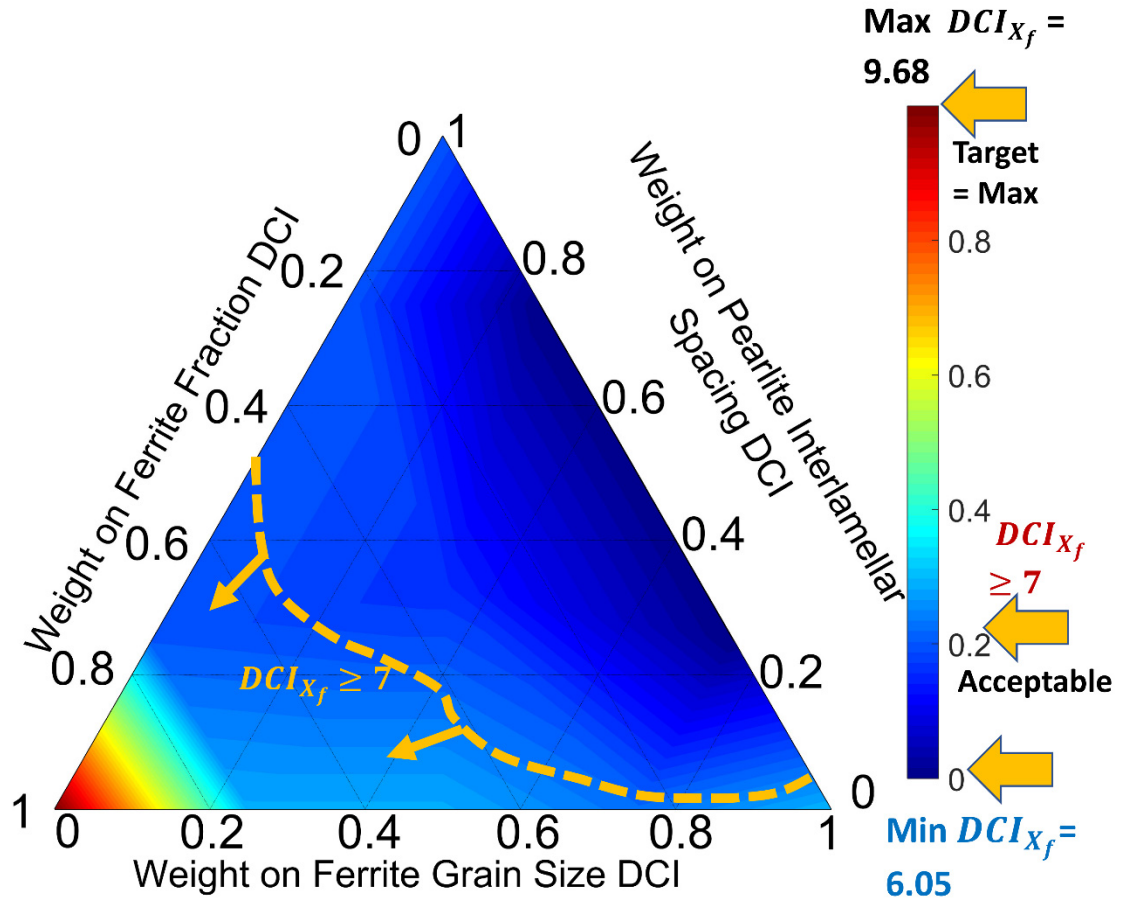 Max DCI_{X_f} =
9.68
Target
= Max
0 1
0.2 0.8
0.4 0.6
0.6 0.4
0.8 0.2
1 0
0 0.2 0.4 0.6 0.8 1
Weight on Ferrite Fraction DCI
Weight on Pearlite Interlamellar
Spacing DCI
Weight on Ferrite Grain Size DCI
DCI_{X_f} ≥ 7
0.8
0.6
0.4
0.2
0
DCI_{X_f}
≥ 7
Acceptable
Min DCI_{X_f} =
6.05